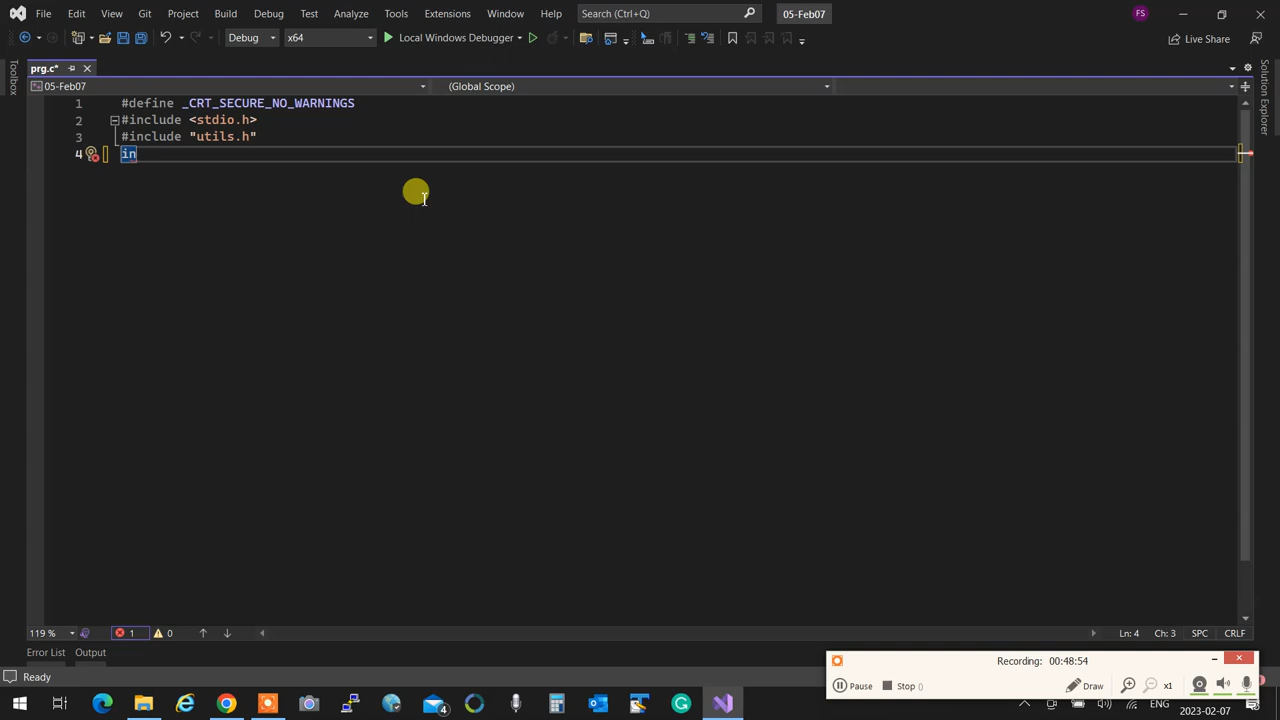 File Edit View Git Project Build Debug Test Analyze Tools Extensions Window Help Search (Ctrl+Q) 05-Feb07 FS
Debug x64 Local Windows Debugger Live Share
Toolbox prg.c* Solution Explorer
05-Feb07 (Global Scope)
1 #define _CRT_SECURE_NO_WARNINGS
2 #include <stdio.h>
3 #include "utils.h"
4 in
119 % 1 0 Ln: 4 Ch: 3 SPC CRLF
Error List Output
Ready
Recording: 00:48:54
Pause Stop () Draw x1
4 ENG 2023-02-07